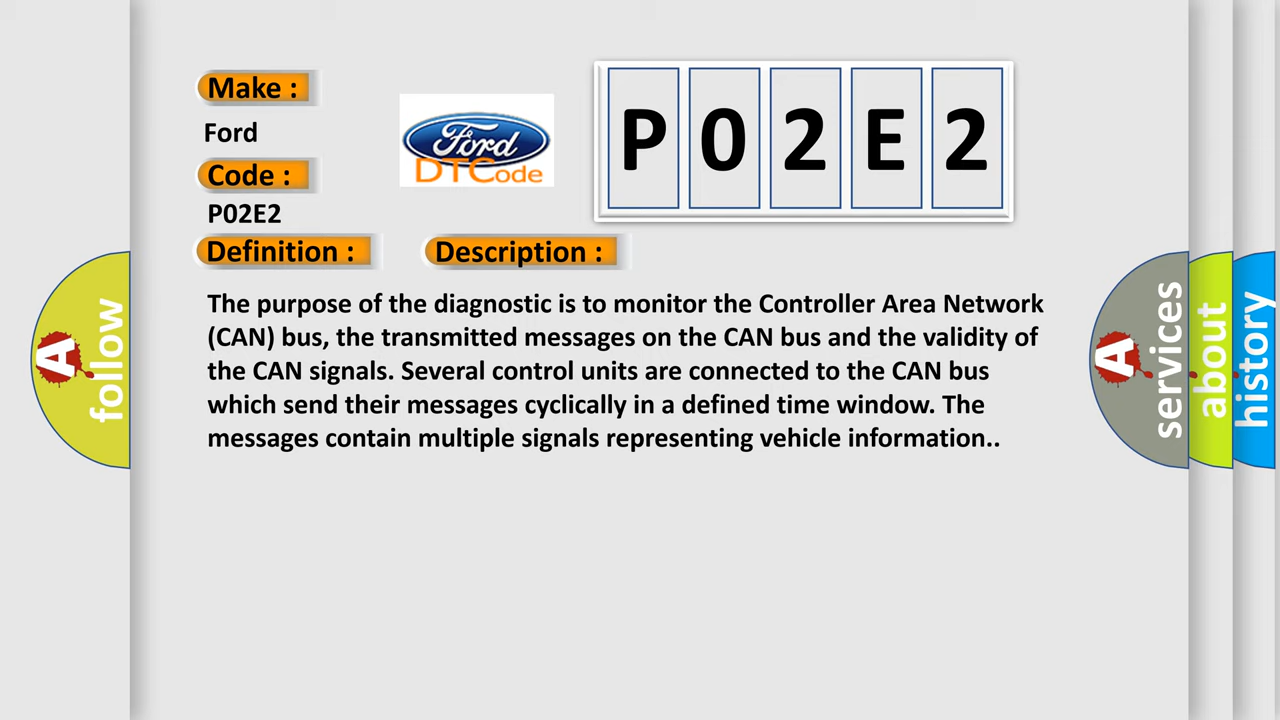 Make :
Ford
Code :
P02E2
Ford
DTCode
P02E2
Definition :
Description :
The purpose of the diagnostic is to monitor the Controller Area Network
(CAN) bus, the transmitted messages on the CAN bus and the validity of
the CAN signals. Several control units are connected to the CAN bus
which send their messages cyclically in a defined time window. The
messages contain multiple signals representing vehicle information..
A follow
A services
about
history